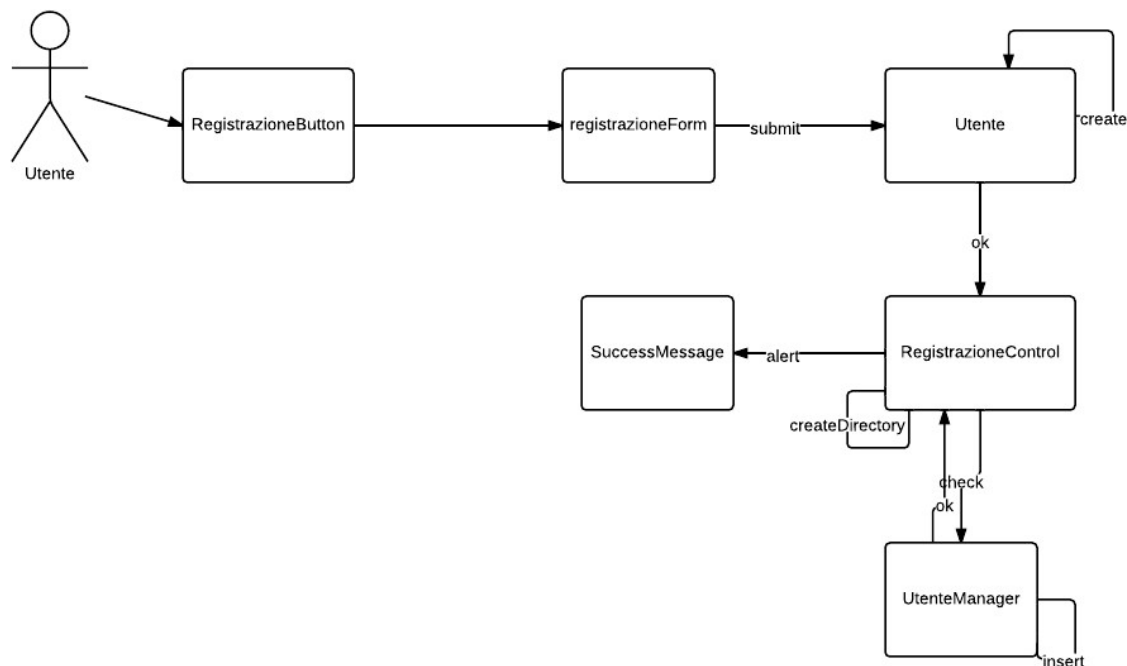 RegistrazioneButton
registrazioneForm
submit
Utente
create
Utente
ok
SuccessMessage
alert
RegistrazioneControl
createDirectory
check
ok
UtenteManager
insert